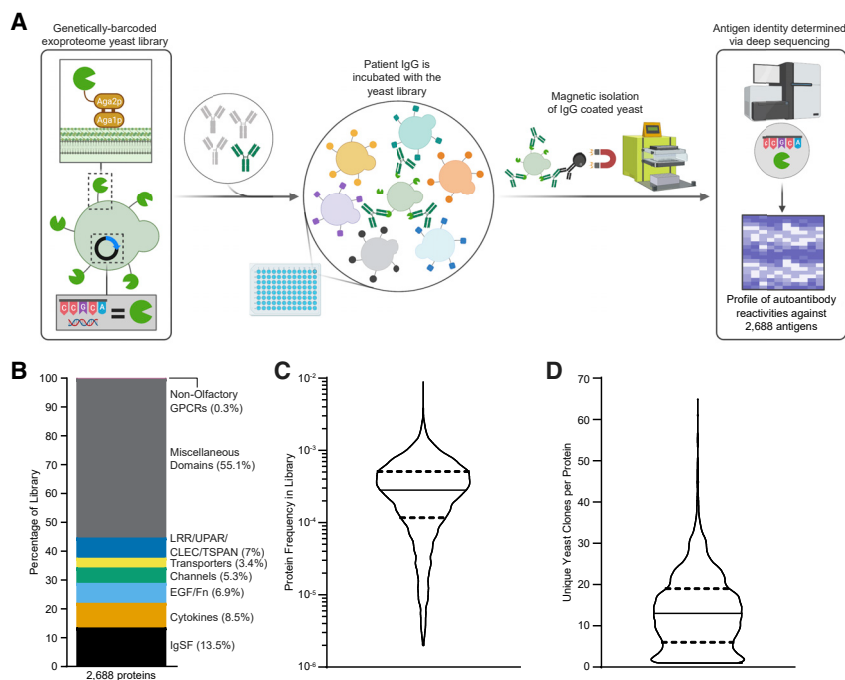 A
Genetically-barcoded
exoproteome yeast library
Aga2p
Aga1p
C C G C A
=
Patient IgG is
incubated with the
yeast library
Magnetic isolation
of IgG coated yeast
Antigen identity determined
via deep sequencing
C C G C A
Profile of autoantibody
reactivities against
2,688 antigens
B
Percentage of Library
100
90
80
70
60
50
40
30
20
10
0
Non-Olfactory
GPCRs (0.3%)
Miscellaneous
Domains (55.1%)
LRR/UPAR/
CLEC/TSPAN (7%)
Transporters (3.4%)
Channels (5.3%)
EGF/Fn (6.9%)
Cytokines (8.5%)
IgSF (13.5%)
2,688 proteins
C
Protein Frequency in Library
10⁻²
10⁻³
10⁻⁴
10⁻⁵
10⁻⁶
D
Unique Yeast Clones per Protein
70
60
50
40
30
20
10
0